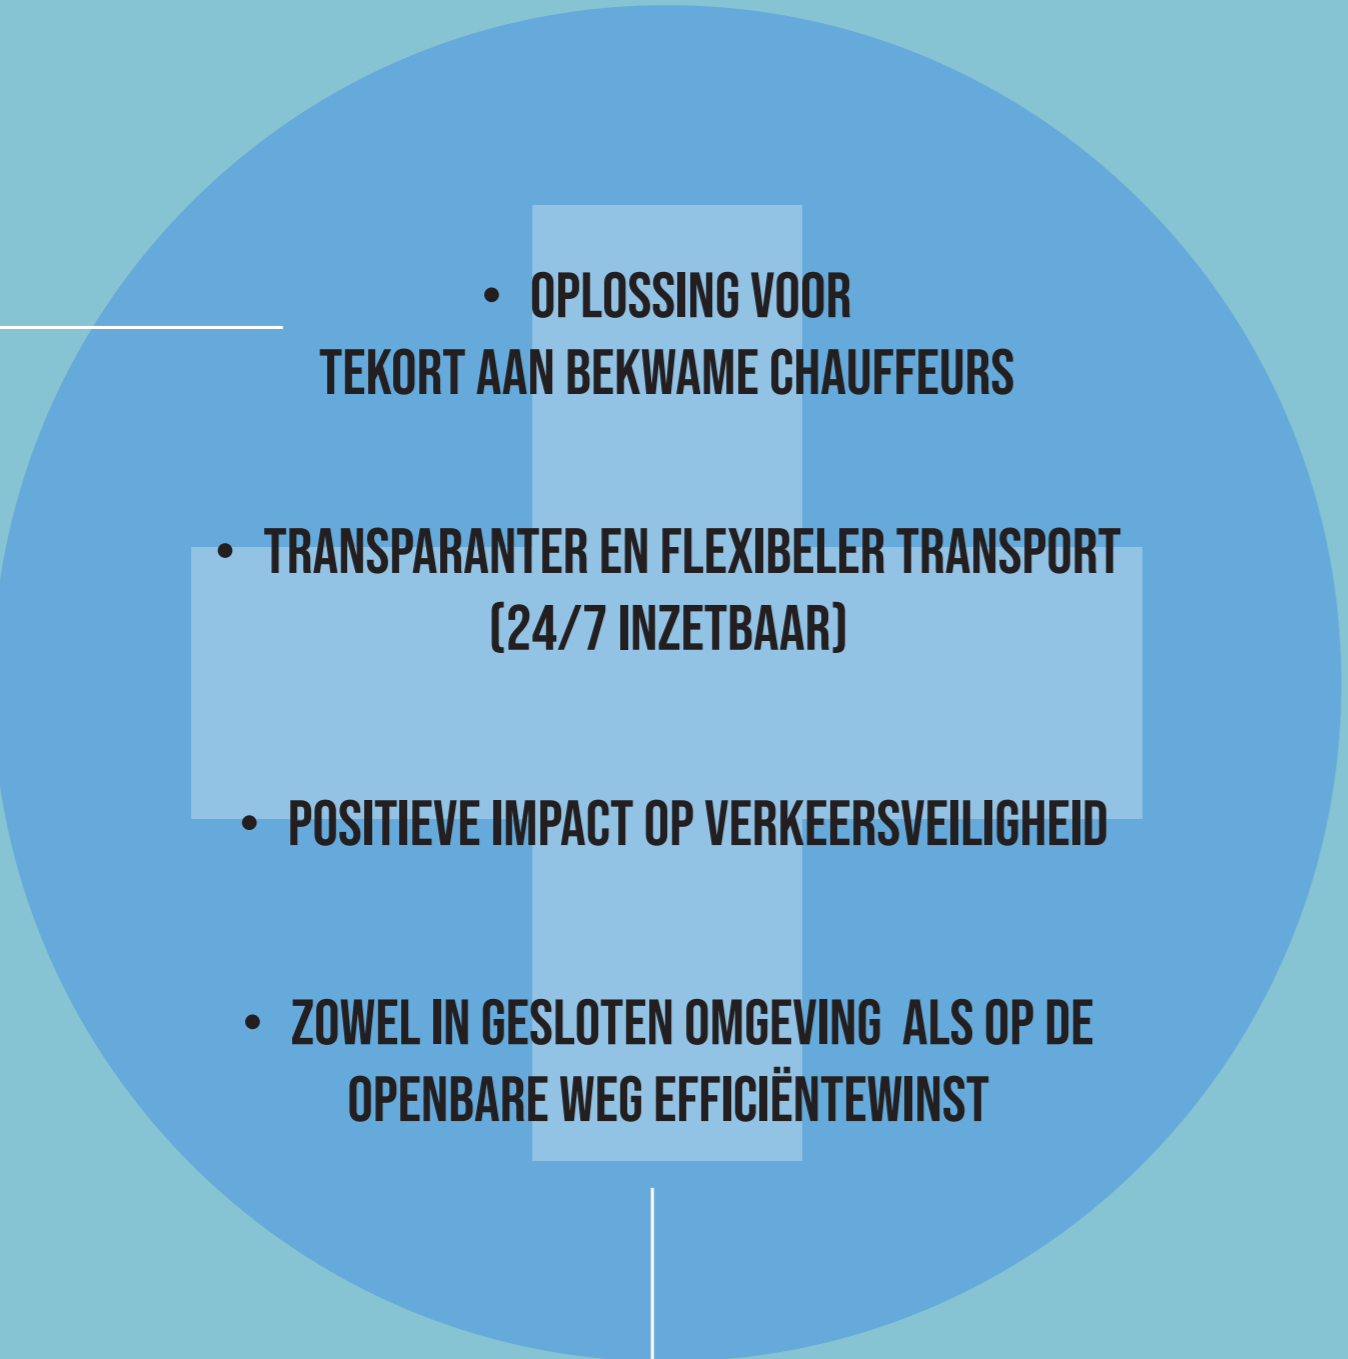 • OPLOSSING VOOR
TEKORT AAN BEKWAME CHAUFFEURS
• TRANSPARANTER EN FLEXIBELER TRANSPORT
(24/7 INZETBAAR)
• POSITIEVE IMPACT OP VERKEERSVEILIGHEID
• ZOWEL IN GESLOTEN OMGEVING ALS OP DE
OPENBARE WEG EFFICIËNTEWINST